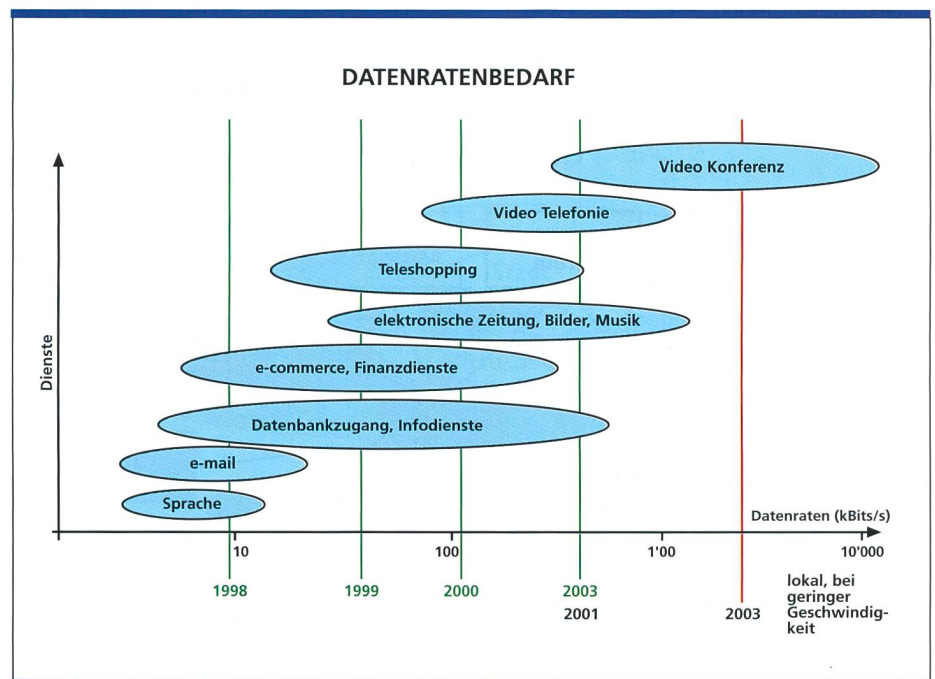 DATENRATENBEDARF
Video Konferenz
Video Telefonie
Teleshopping
elektronische Zeitung, Bilder, Musik
Dienste
e-commerce, Finanzdienste
Datenbankzugang, Infodienste
e-mail
Sprache
Datenraten (kBits/s)
10 100 1'00 10'000
1998 1999 2000 2003
2001 2003
lokal, bei
geringer
Geschwindig-
keit